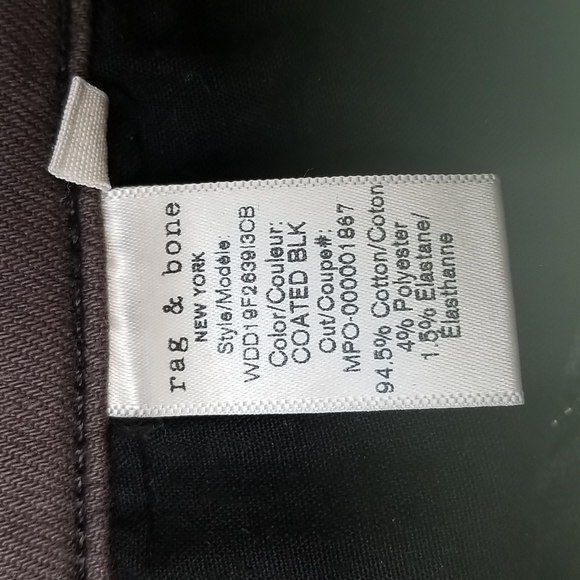 rag & bone
NEW YORK
Style/Modèle:
WDD19F2639I3CB
Color/Couleur:
COATED BLK
Cut/Coupe#:
MPO-000001867
94.5% Cotton/Coton
4% Polyester
1.5% Elastane/
Elasthanne